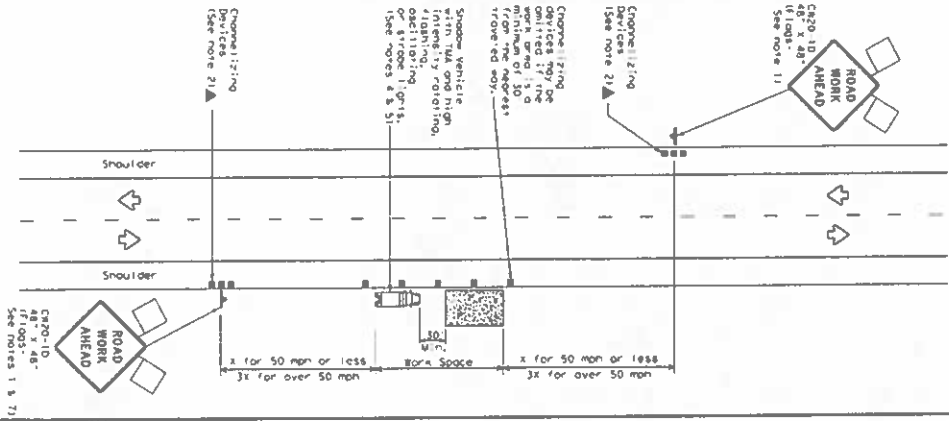 Channelizing
Devices
(See note 2)
Shadow Vehicle
with TMA and high
intensity rotating,
flashing,
oscillating
or strobe lights.
(See notes 4 & 5)
Channelizing
devices may be
omitted if the
work area is a
minimum of 30'
from the nearest
traveled way.
Channelizing
Devices
(See note 2)
CW20-1D
48" X 48"
(Flags-
See note 1)
ROAD
WORK
AHEAD
Shoulder
Shoulder
30'
Min.
X for 50 mph or less
3X for over 50 mph
Work Space
X for 50 mph or less
3X for over 50 mph
ROAD
WORK
AHEAD
CW20-1D
48" X 48"
(Flags-
See notes 1 & 7)